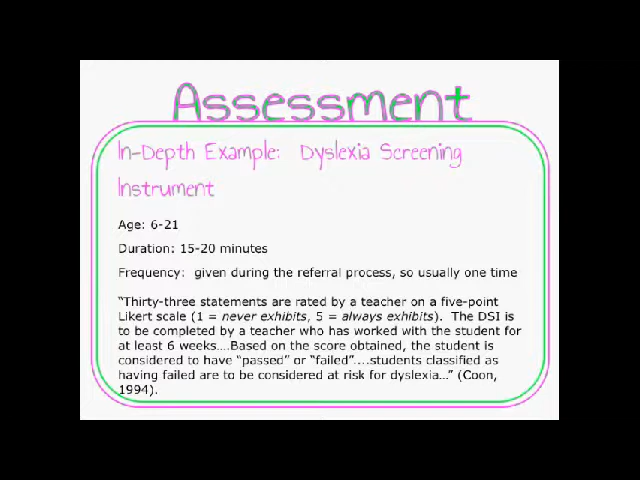 Assessment
In-Depth Example: Dyslexia Screening
Instrument
Age: 6-21
Duration: 15-20 minutes
Frequency: given during the referral process, so usually one time
“Thirty-three statements are rated by a teacher on a five-point
Likert scale (1 = never exhibits, 5 = always exhibits). The DSI is
to be completed by a teacher who has worked with the student for
at least 6 weeks….Based on the score obtained, the student is
considered to have “passed” or “failed”….students classified as
having failed are to be considered at risk for dyslexia…” (Coon,
1994).